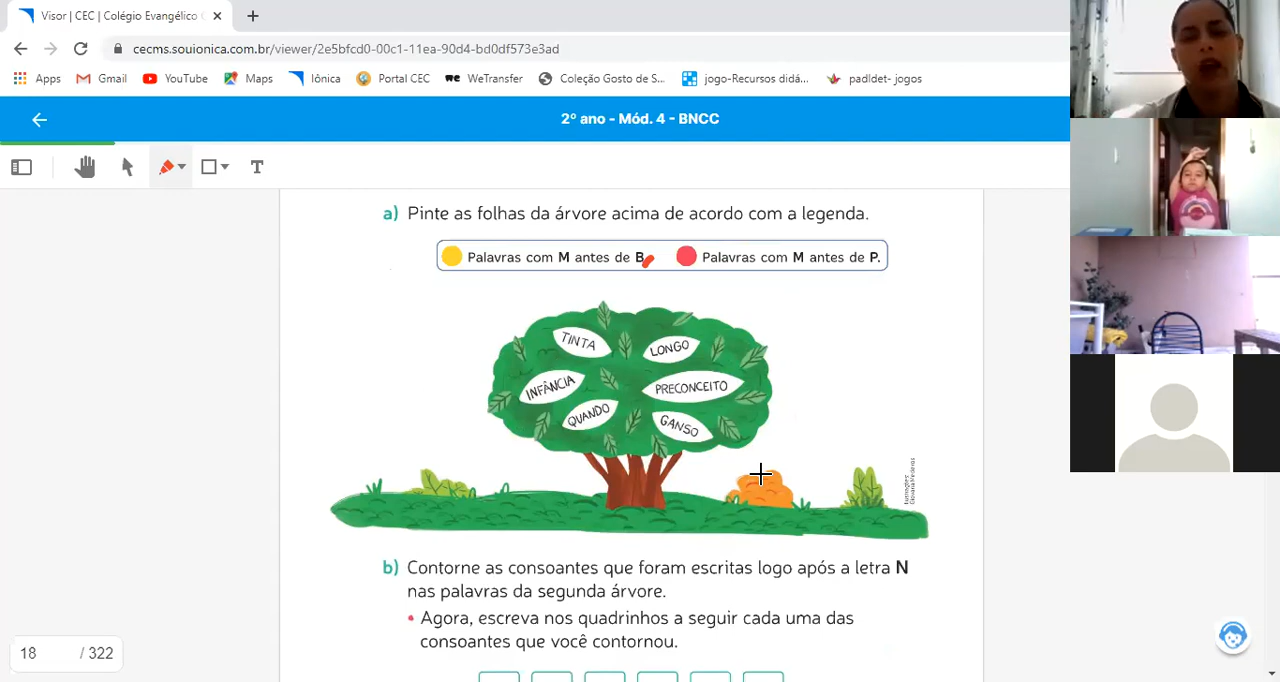 Visor | CEC | Colégio Evangélico
cecms.souionica.com.br/viewer/2e5bfcd0-00c1-11ea-90d4-bd0df573e3ad
Apps Gmail YouTube Maps Iônica Portal CEC WeTransfer Coleção Gosto de S... jogo-Recursos didá... padldet- jogos
2º ano - Mód. 4 - BNCC
T
a) Pinte as folhas da árvore acima de acordo com a legenda.
Palavras com M antes de B. Palavras com M antes de P.
TINTA
LONGO
INFÂNCIA
PRECONCEITO
QUANDO
GANSO
b) Contorne as consoantes que foram escritas logo após a letra N
nas palavras da segunda árvore.
• Agora, escreva nos quadrinhos a seguir cada uma das
consoantes que você contornou.
18 / 322